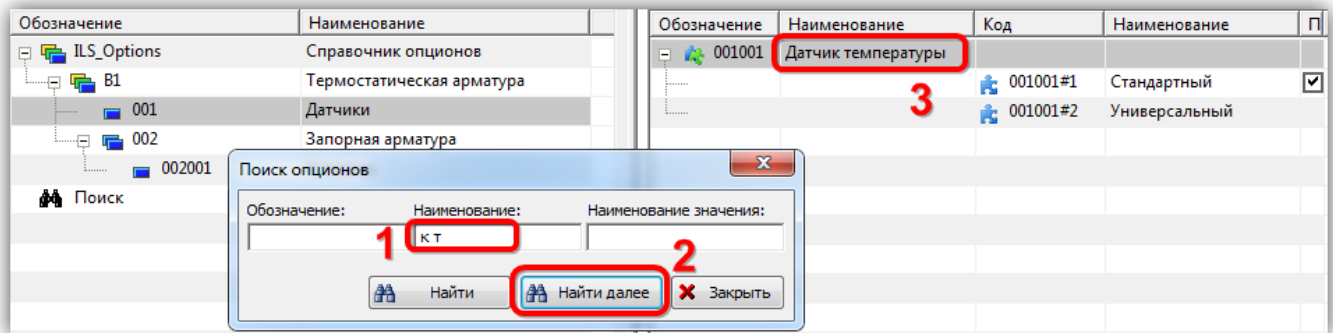 Обозначение Наименование
ILS_Options Справочник опционов
B1 Термостатическая арматура
001 Датчики
002 Запорная арматура
002001
Поиск
Обозначение Наименование Код Наименование П
001001 Датчик температуры
001001#1 Стандартный
001001#2 Универсальный
3
Поиск опционов
Обозначение: Наименование: Наименование значения:
1 к т
2
Найти Найти далее Закрыть